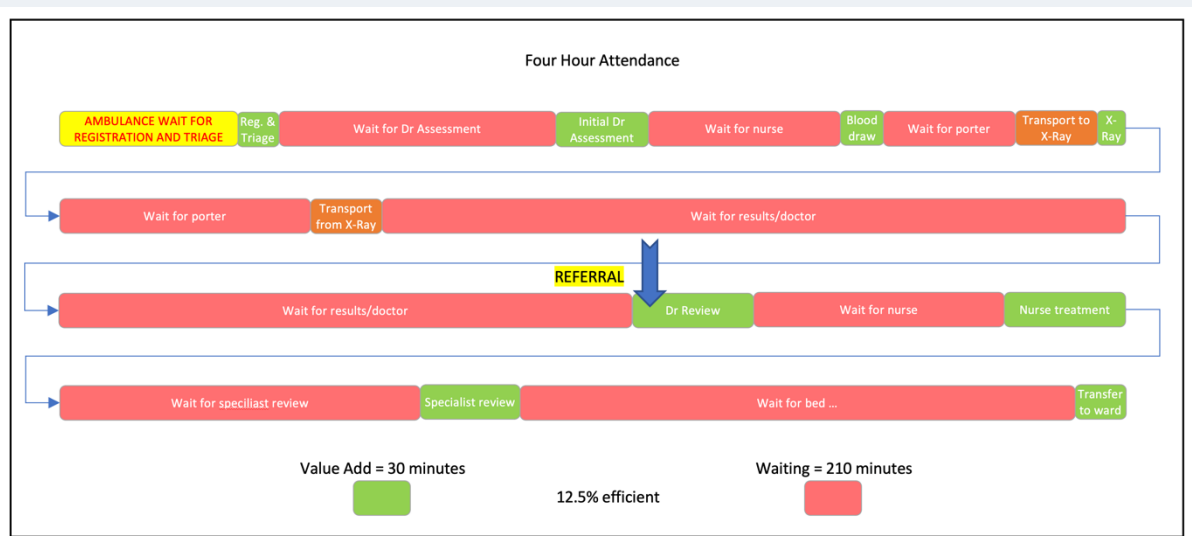 Four Hour Attendance
AMBULANCE WAIT FOR
REGISTRATION AND TRIAGE
Reg. &
Triage
Wait for Dr Assessment
Initial Dr
Assessment
Wait for nurse
Blood
draw
Wait for porter
Transport to
X-Ray
X-
Ray
Wait for porter
Transport
from X-Ray
Wait for results/doctor
REFERRAL
Wait for results/doctor
Dr Review
Wait for nurse
Nurse treatment
Wait for speciliast review
Specialist review
Wait for bed ...
Transfer
to ward
Value Add = 30 minutes
Waiting = 210 minutes
12.5% efficient